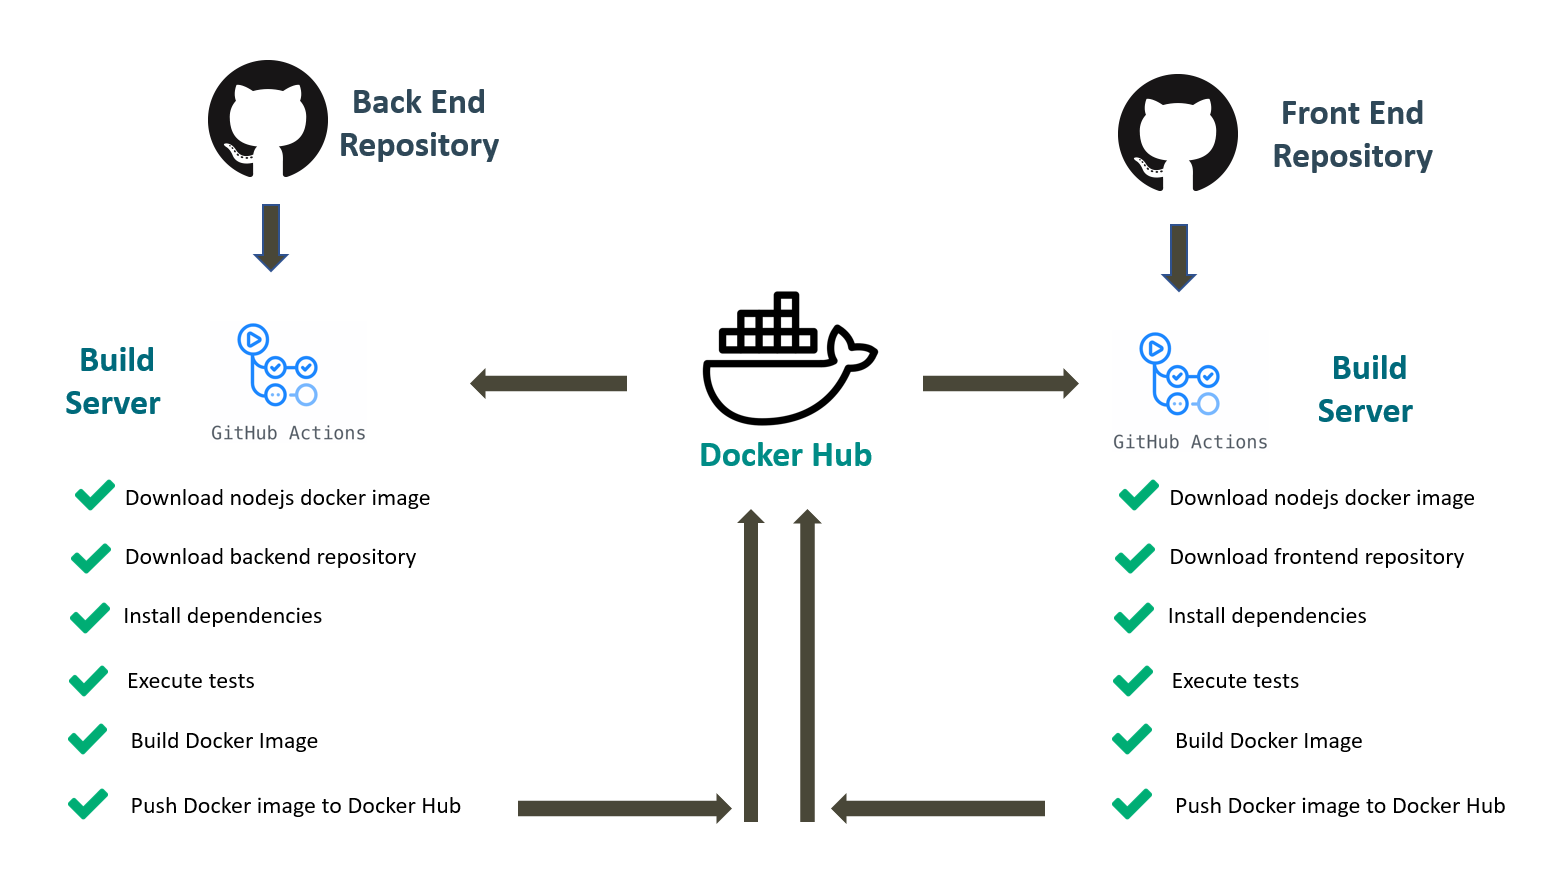 Back End
Repository
Front End
Repository
Build
Server
GitHub Actions
Docker Hub
GitHub Actions
Build
Server
Download nodejs docker image
Download backend repository
Install dependencies
Execute tests
Build Docker Image
Push Docker image to Docker Hub
Download nodejs docker image
Download frontend repository
Install dependencies
Execute tests
Build Docker Image
Push Docker image to Docker Hub